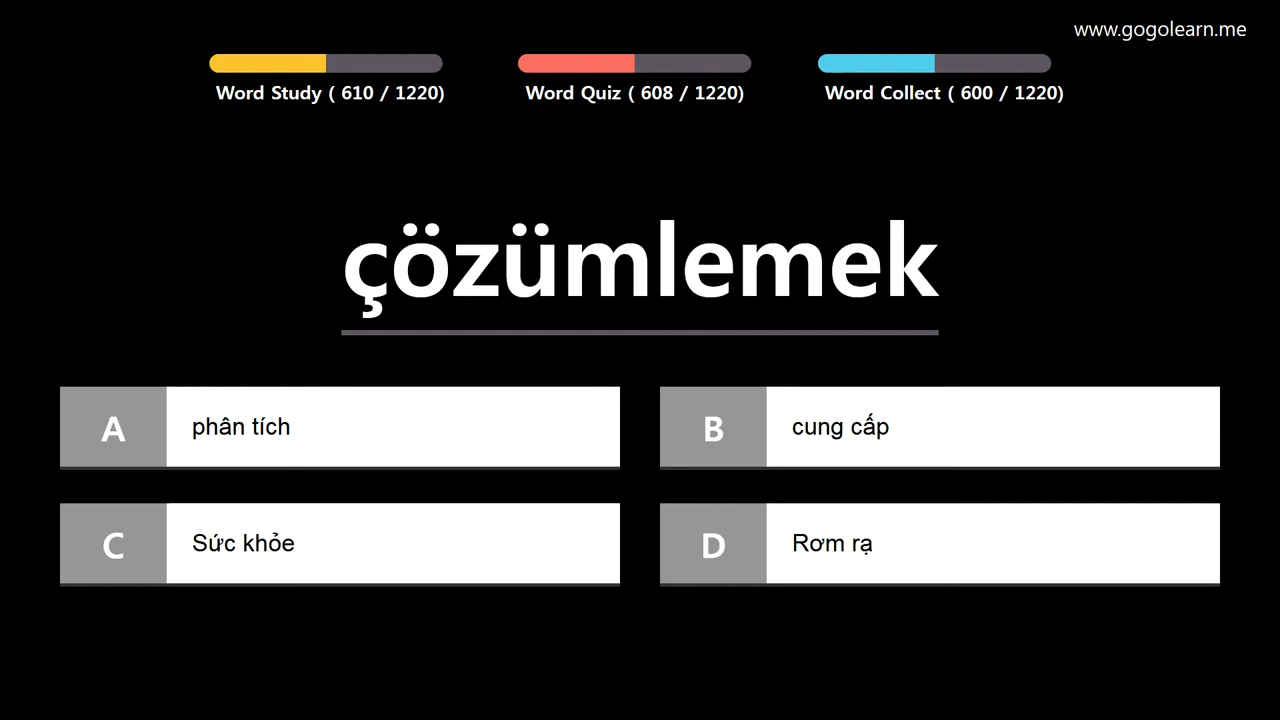 www.gogolearn.me
Word Study ( 610 / 1220)
Word Quiz ( 608 / 1220)
Word Collect ( 600 / 1220)
çözümlemek
A phân tích
B cung cấp
C Sức khỏe
D Rơm rạ